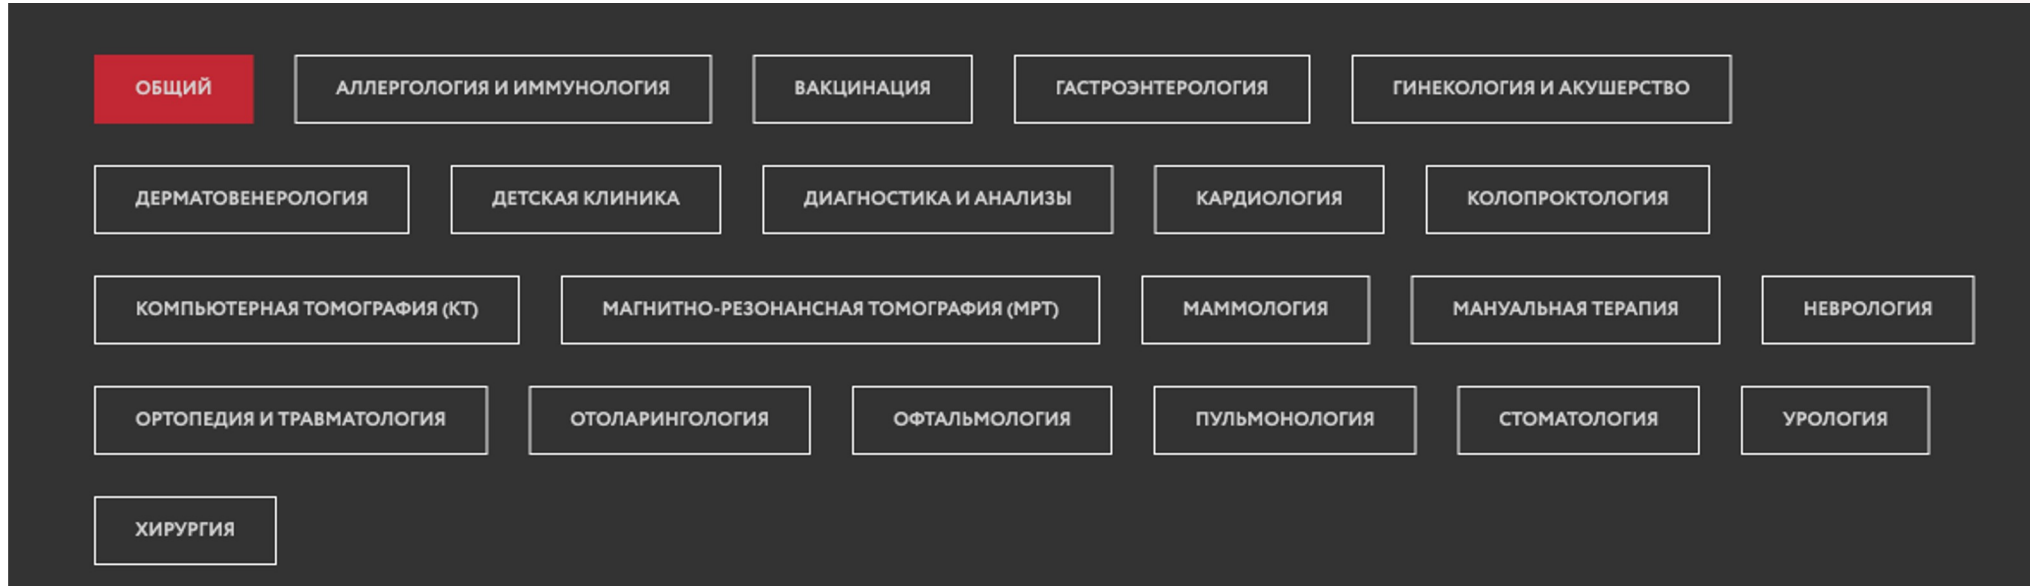 ОБЩИЙ
АЛЛЕРГОЛОГИЯ И ИММУНОЛОГИЯ
ВАКЦИНАЦИЯ
ГАСТРОЭНТЕРОЛОГИЯ
ГИНЕКОЛОГИЯ И АКУШЕРСТВО
ДЕРМАТОВЕНЕРОЛОГИЯ
ДЕТСКАЯ КЛИНИКА
ДИАГНОСТИКА И АНАЛИЗЫ
КАРДИОЛОГИЯ
КОЛОПРОКТОЛОГИЯ
КОМПЬЮТЕРНАЯ ТОМОГРАФИЯ (КТ)
МАГНИТНО-РЕЗОНАНСНАЯ ТОМОГРАФИЯ (МРТ)
МАММОЛОГИЯ
МАНУАЛЬНАЯ ТЕРАПИЯ
НЕВРОЛОГИЯ
ОРТОПЕДИЯ И ТРАВМАТОЛОГИЯ
ОТОЛАРИНГОЛОГИЯ
ОФТАЛЬМОЛОГИЯ
ПУЛЬМОНОЛОГИЯ
СТОМАТОЛОГИЯ
УРОЛОГИЯ
ХИРУРГИЯ